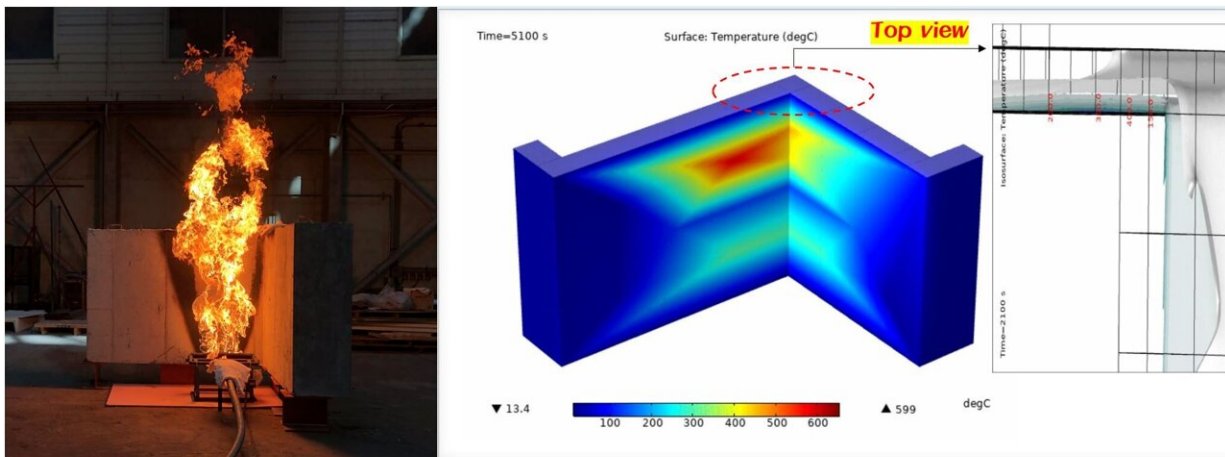 Time=5100 s
Surface: Temperature (degC)
Top view
Isosurface: Temperature (degC)
Time=2100 s
▼ 13.4
100 200 300 400 500 600
▲ 599
degC